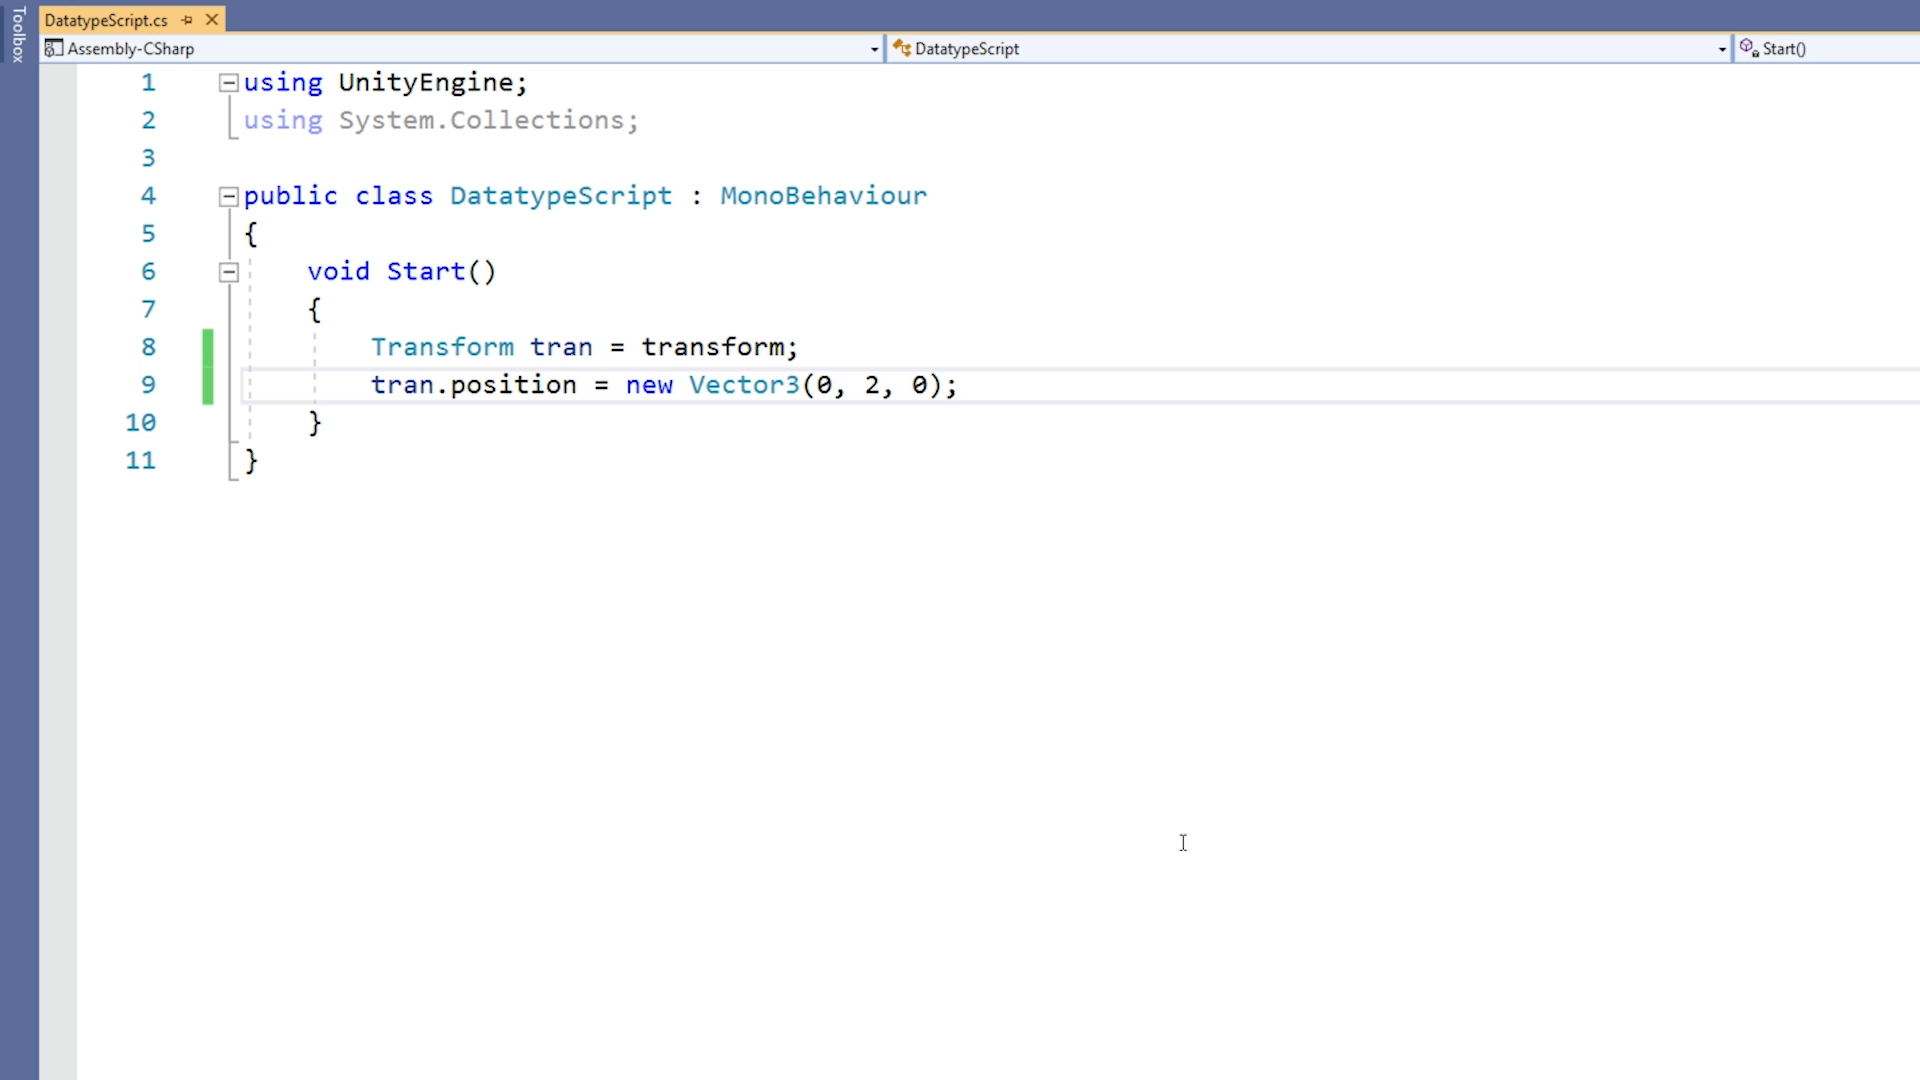 Toolbox
DatatypeScript.cs
Assembly-CSharp DatatypeScript Start()
1 using UnityEngine;
2 using System.Collections;
3
4 public class DatatypeScript : MonoBehaviour
5 {
6 void Start()
7 {
8 Transform tran = transform;
9 tran.position = new Vector3(0, 2, 0);
10 }
11 }